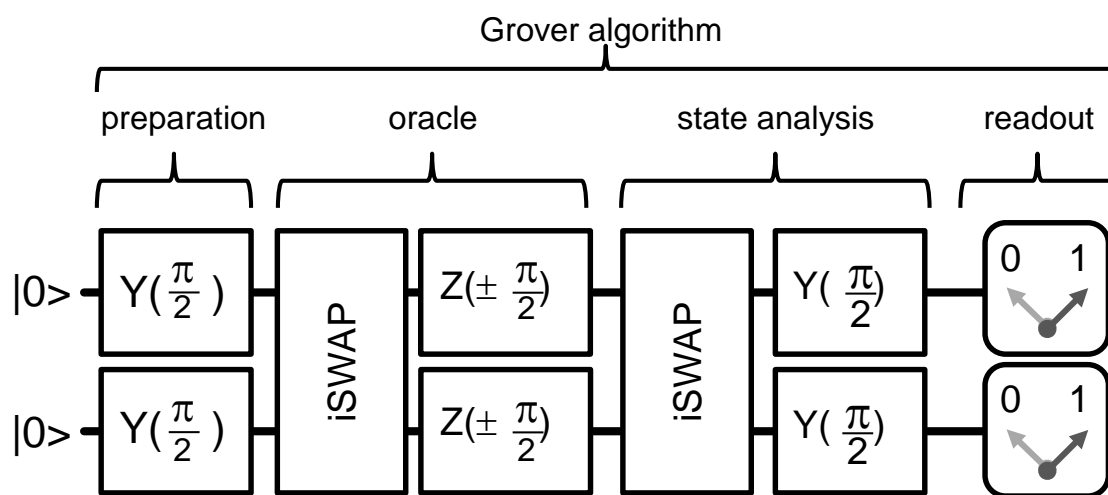 Grover algorithm
preparation oracle state analysis readout
|0> Y(π/2) iSWAP Z(± π/2) iSWAP Y(π/2) 0 1
|0> Y(π/2) Z(± π/2) Y(π/2) 0 1